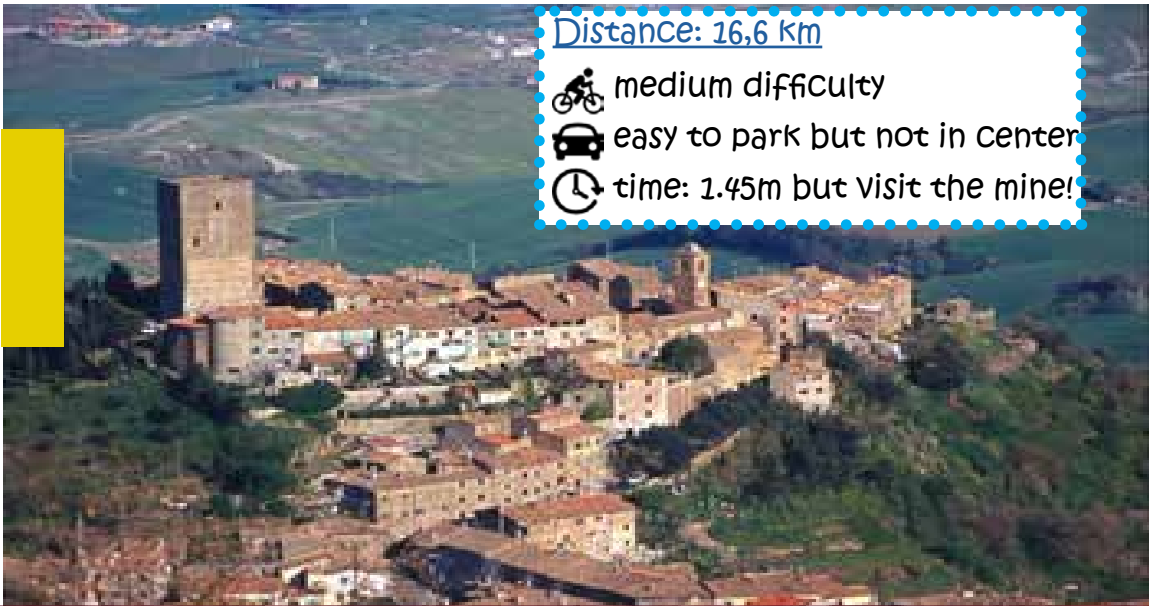 Distance: 16,6 km
medium difficulty
easy to park but not in center
time: 1.45m but visit the mine!